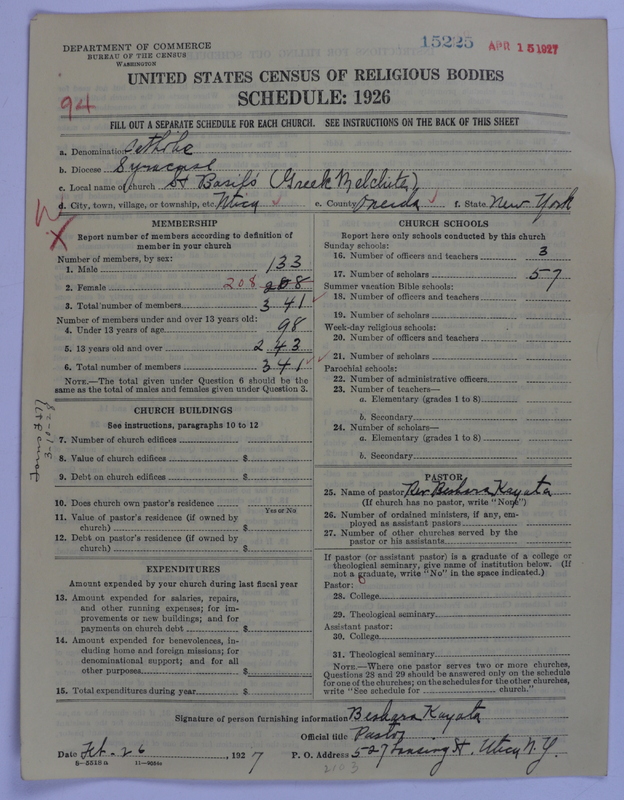 15225 APR 15 1927
DEPARTMENT OF COMMERCE
BUREAU OF THE CENSUS
WASHINGTON
UNITED STATES CENSUS OF RELIGIOUS BODIES
SCHEDULE: 1926
94
FILL OUT A SEPARATE SCHEDULE FOR EACH CHURCH. SEE INSTRUCTIONS ON THE BACK OF THIS SHEET
a. Denomination
b. Diocese Syracuse
c. Local name of church St Basil's (Greek Melchite)
d. City, town, village, or township, etc. Utica e. County Oneida f. State New York
MEMBERSHIP
Report number of members according to definition of
member in your church
Number of members, by sex:
1. Male 133
2. Female 208 208
3. Total number of members 341
Number of members under and over 13 years old:
4. Under 13 years of age 98
5. 13 years old and over 243
6. Total number of members 341
NOTE.—The total given under Question 6 should be the
same as the total of males and females given under Question 3.
CHURCH BUILDINGS
See instructions, paragraphs 10 to 12
7. Number of church edifices
8. Value of church edifices $
9. Debt on church edifices $
10. Does church own pastor's residence
Yes or No
11. Value of pastor's residence (if owned by
church) $
12. Debt on pastor's residence (if owned by
church) $
3-10-28
EXPENDITURES
Amount expended by your church during last fiscal year
13. Amount expended for salaries, repairs,
and other running expenses; for im-
provements or new buildings; and for
payments on church debt $
14. Amount expended for benevolences, in-
cluding home and foreign missions; for
denominational support; and for all
other purposes $
15. Total expenditures during year $
CHURCH SCHOOLS
Report here only schools conducted by this church
Sunday schools:
16. Number of officers and teachers 3
17. Number of scholars 57
Summer vacation Bible schools:
18. Number of officers and teachers
19. Number of scholars
Week-day religious schools:
20. Number of officers and teachers
21. Number of scholars
Parochial schools:
22. Number of administrative officers
23. Number of teachers—
a. Elementary (grades 1 to 8)
b. Secondary
24. Number of scholars—
a. Elementary (grades 1 to 8)
b. Secondary
PASTOR
25. Name of pastor Rev Beshara Kayata
(If church has no pastor, write "None")
26. Number of ordained ministers, if any, em-
ployed as assistant pastors
27. Number of other churches served by the
pastor or his assistants
If pastor (or assistant pastor) is a graduate of a college or
theological seminary, give name of institution below. (If
not a graduate, write "No" in the space indicated.)
Pastor:
28. College
29. Theological seminary
Assistant pastor:
30. College
31. Theological seminary
NOTE.—Where one pastor serves two or more churches,
Questions 28 and 29 should be answered only on the schedule
for one of the churches; on the schedules for the other churches,
write "See schedule for church."
Signature of person furnishing information Beshara Kayata
Official title Pastor
Date Feb-26, 1927 P. O. Address 527 Lansing St. Utica N.Y.
8-5518a
2103